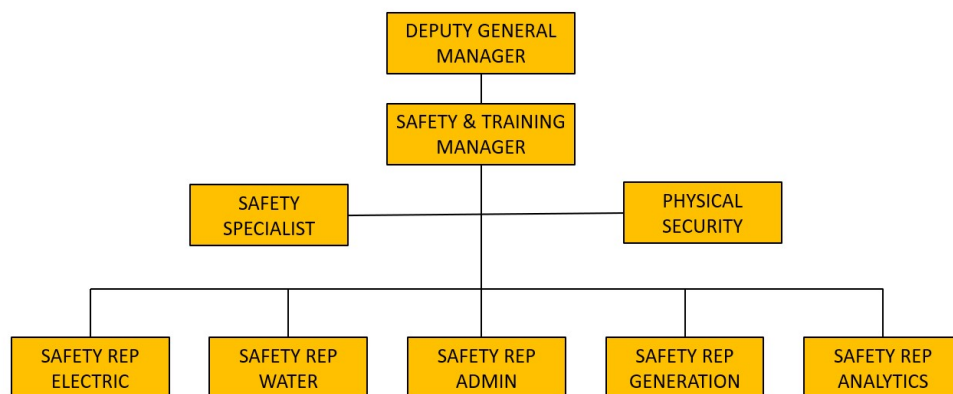 DEPUTY GENERAL
MANAGER
SAFETY & TRAINING
MANAGER
SAFETY
SPECIALIST
PHYSICAL
SECURITY
SAFETY REP
ELECTRIC
SAFETY REP
WATER
SAFETY REP
ADMIN
SAFETY REP
GENERATION
SAFETY REP
ANALYTICS